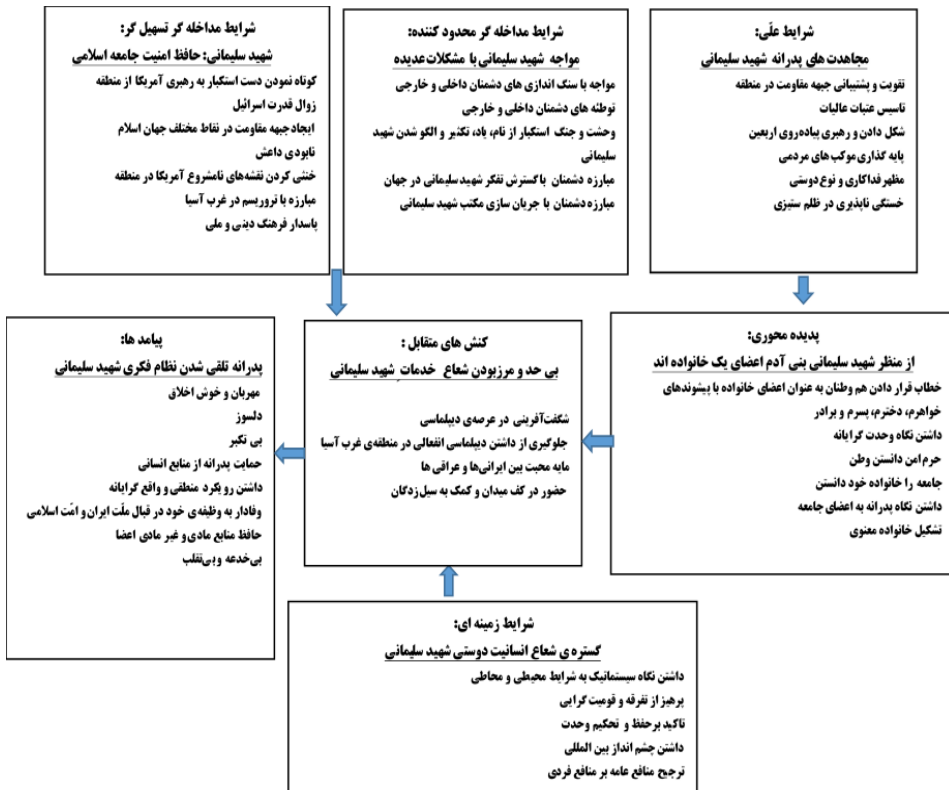 شرایط علّی:
مجاهدت های پدرانه شهید سلیمانی
تقویت و پشتیبانی جبهه مقاومت در منطقه
تاسیس عتبات عالیات
شکل دادن و رهبری پیاده‌روی اربعین
پایه گذاری موکب های مردمی
مظهر فداکاری و نوع دوستی
خستگی ناپذیری در ظلم ستیزی
شرایط مداخله گر محدود کننده:
مواجه شهید سلیمانی با مشکلات عدیده
مواجه با سنگ اندازی های دشمنان داخلی و خارجی
توطئه های دشمنان داخلی و خارجی
وحشت و جنگ استکبار از نام، یاد، تکثیر و الگو شدن شهید
سلیمانی
مبارزه دشمنان با گسترش تفکر شهید سلیمانی در جهان
مبارزه دشمنان با جریان سازی مکتب شهید سلیمانی
شرایط مداخله گر تسهیل گر:
شهید سلیمانی: حافظ امنیت جامعه اسلامی
کوتاه نمودن دست استکبار به رهبری آمریکا از منطقه
زوال قدرت اسرائیل
ایجاد جبهه مقاومت در نقاط مختلف جهان اسلام
نابودی داعش
خنثی کردن نقشه‌های نامشروع آمریکا در منطقه
مبارزه با تروریسم در غرب آسیا
پاسدار فرهنگ دینی و ملی
پدیده محوری:
از منظر شهید سلیمانی بنی آدم اعضای یک خانواده اند
خطاب قرار دادن هم وطنان به عنوان اعضای خانواده با پیشوندهای
خواهرم، دخترم، پسرم و برادر
داشتن نگاه وحدت گرایانه
حرم امن دانستن وطن
جامعه را خانواده خود دانستن
داشتن نگاه پدرانه به اعضای جامعه
تشکیل خانواده معنوی
کنش های متقابل :
بی حد و مرز بودن شعاع خدمات شهید سلیمانی
شگفت‌آفرینی در عرصه‌ی دیپلماسی
جلوگیری از داشتن دیپلماسی انفعالی در منطقه‌ی غرب آسیا
مایه محبت بین ایرانی‌ها و عراقی ها
حضور در کف میدان و کمک به سیل زدگان
پیامد ها:
پدرانه تلقی شدن نظام فکری شهید سلیمانی
مهربان و خوش اخلاق
دلسوز
بی تکبر
حمایت پدرانه از منابع انسانی
داشتن رویکرد منطقی و واقع گرایانه
وفادار به وظیفه‌ی خود در قبال ملّت ایران و امّت اسلامی
حافظ منابع مادی و غیر مادی اعضا
بی‌خدعه و بی‌تقلب
شرایط زمینه ای:
گستره ی شعاع انسانیت دوستی شهید سلیمانی
داشتن نگاه سیستماتیک به شرایط محیطی و محاطی
پرهیز از تفرقه و قومیت گرایی
تاکید بر حفظ و تحکیم وحدت
داشتن چشم انداز بین المللی
ترجیح منافع عامه بر منافع فردی